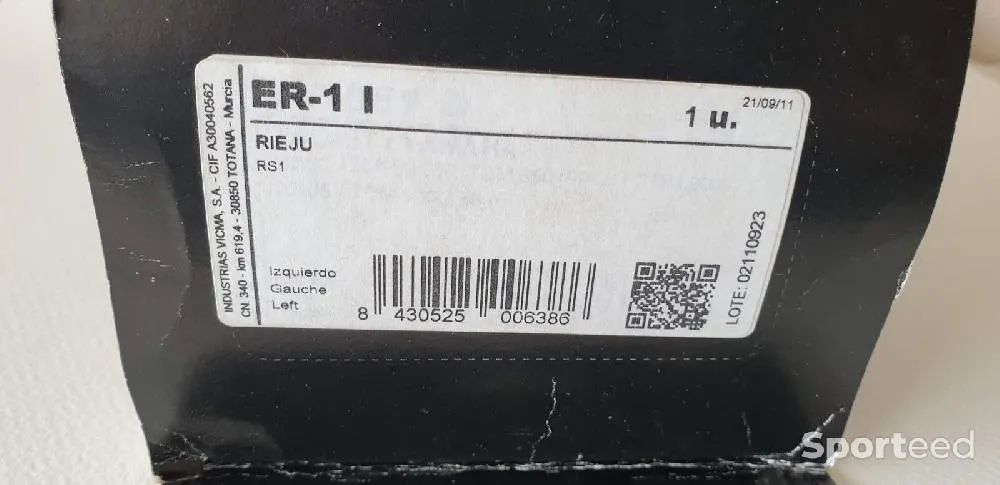 INDUSTRIAS VICMA, S.A. - CIF A30040562
CN. 340 - km 619,4 - 30850 TOTANA - Murcia
ER-1 I
1 u.
21/09/11
RIEJU
RS1
Izquierdo
Gauche
Left
8 430525 006386
LOTE: 02110923
Sporteed